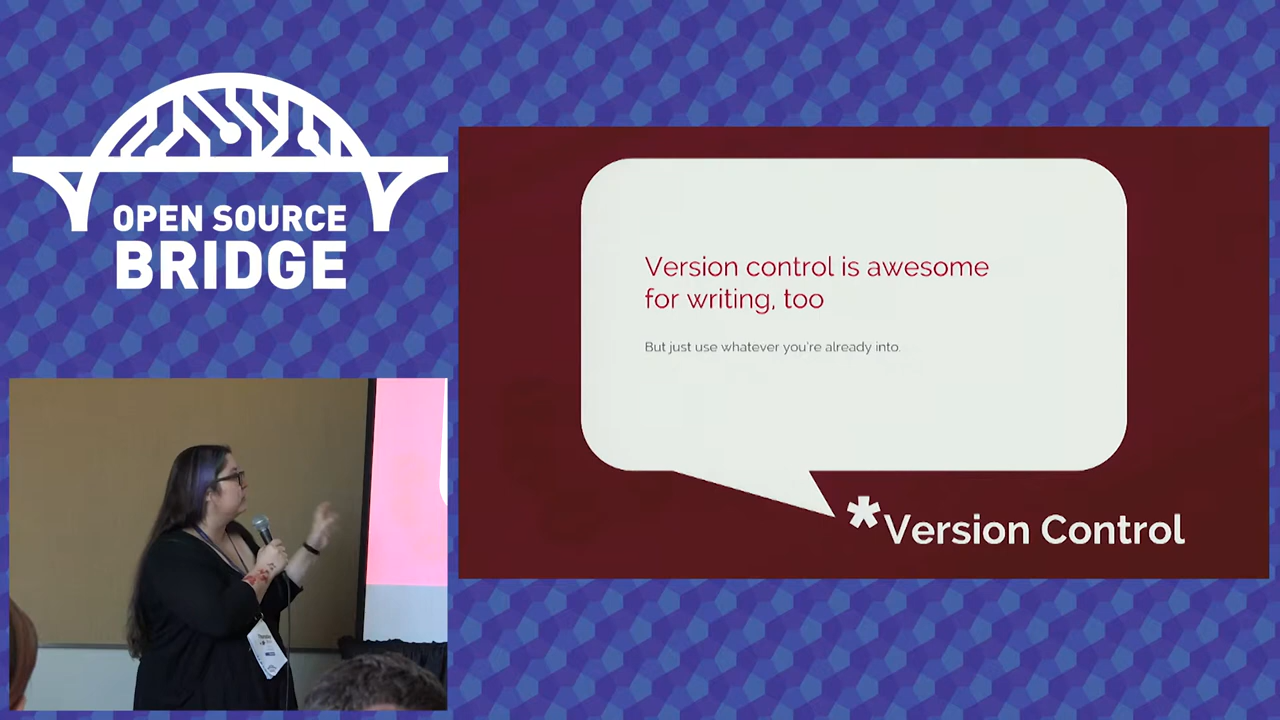 OPEN SOURCE
BRIDGE
Version control is awesome
for writing, too
But just use whatever you're already into.
*Version Control